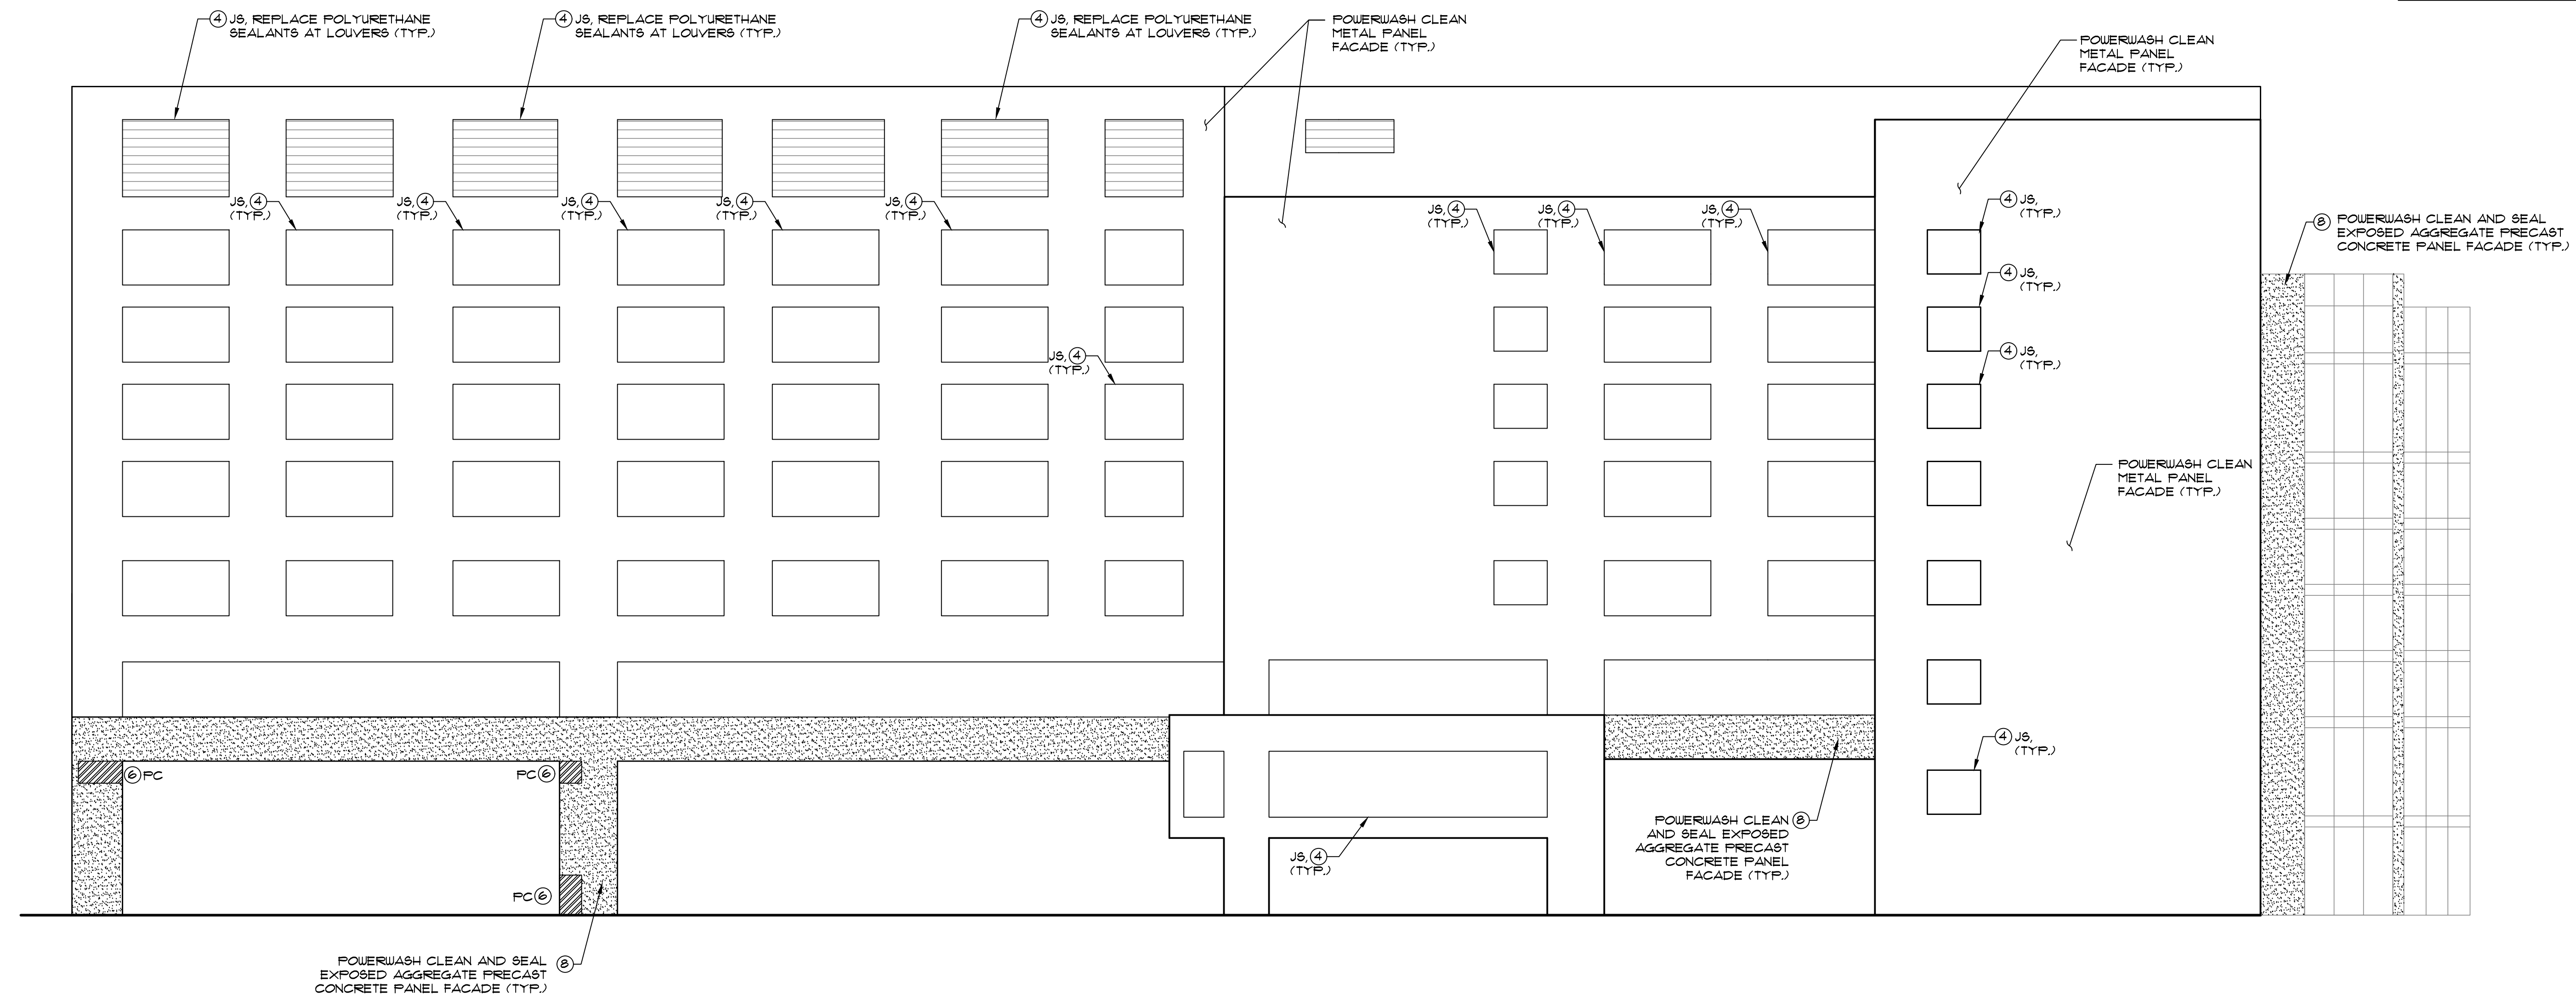 ④ JS, REPLACE POLYURETHANE
SEALANTS AT LOUVERS (TYP.)
④ JS, REPLACE POLYURETHANE
SEALANTS AT LOUVERS (TYP.)
④ JS, REPLACE POLYURETHANE
SEALANTS AT LOUVERS (TYP.)
POWERWASH CLEAN
METAL PANEL
FACADE (TYP.)
POWERWASH CLEAN
METAL PANEL
FACADE (TYP.)
JS, ④
(TYP.)
JS, ④
(TYP.)
JS, ④
(TYP.)
JS, ④
(TYP.)
JS, ④
(TYP.)
JS, ④
(TYP.)
JS, ④
(TYP.)
JS, ④
(TYP.)
④ JS,
(TYP.)
⑧ POWERWASH CLEAN AND SEAL
EXPOSED AGGREGATE PRECAST
CONCRETE PANEL FACADE (TYP.)
④ JS,
(TYP.)
JS, ④
(TYP.)
④ JS,
(TYP.)
POWERWASH CLEAN
METAL PANEL
FACADE (TYP.)
④ JS,
(TYP.)
⑥ PC
PC ⑥
POWERWASH CLEAN ⑧
AND SEAL EXPOSED
AGGREGATE PRECAST
CONCRETE PANEL
FACADE (TYP.)
JS, ④
(TYP.)
PC ⑥
POWERWASH CLEAN AND SEAL ⑧
EXPOSED AGGREGATE PRECAST
CONCRETE PANEL FACADE (TYP.)